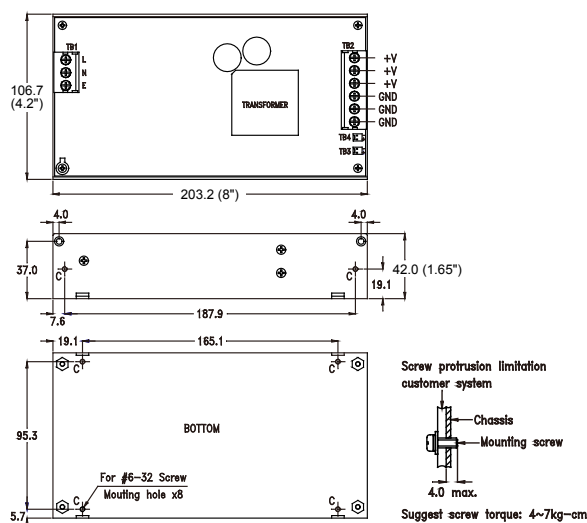 TB1
L
N
E
TRANSFORMER
TB2
+V
+V
+V
GND
GND
GND
TB4
TB3
106.7
(4.2")
203.2 (8")
4.0
4.0
37.0
C
C
42.0 (1.65")
19.1
7.6
187.9
19.1
165.1
C
C
95.3
BOTTOM
For #6-32 Screw
Mouting hole x8
C
C
5.7
Screw protrusion limitation
customer system
Chassis
Mounting screw
4.0 max.
Suggest screw torque: 4~7kg-cm